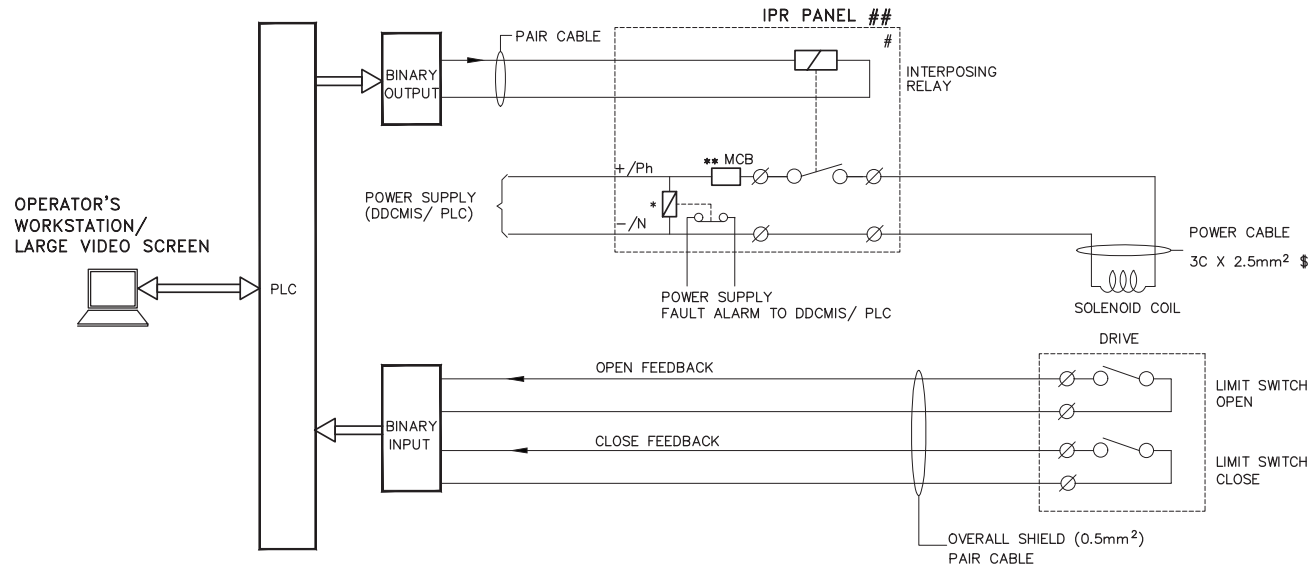 IPR PANEL ##
#
PAIR CABLE
BINARY
OUTPUT
INTERPOSING
RELAY
+/Ph
** MCB
POWER SUPPLY
(DDCMIS/ PLC)
*
-/N
OPERATOR'S
WORKSTATION/
LARGE VIDEO SCREEN
PLC
POWER CABLE
3C X 2.5mm² $
POWER SUPPLY
FAULT ALARM TO DDCMIS/ PLC
SOLENOID COIL
DRIVE
OPEN FEEDBACK
LIMIT SWITCH
OPEN
BINARY
INPUT
CLOSE FEEDBACK
LIMIT SWITCH
CLOSE
OVERALL SHIELD (0.5mm²)
PAIR CABLE